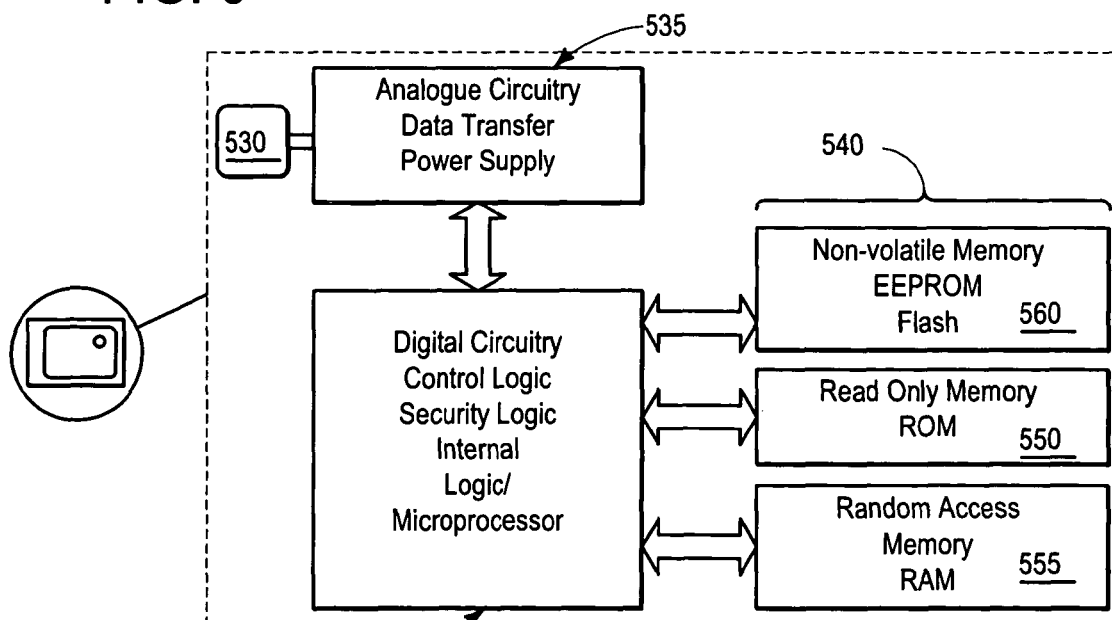 535
Analogue Circuitry
Data Transfer
Power Supply
530
540
Non-volatile Memory
EEPROM
Flash 560
Digital Circuitry
Control Logic
Security Logic
Internal
Logic/
Microprocessor
Read Only Memory
ROM 550
Random Access
Memory
RAM 555